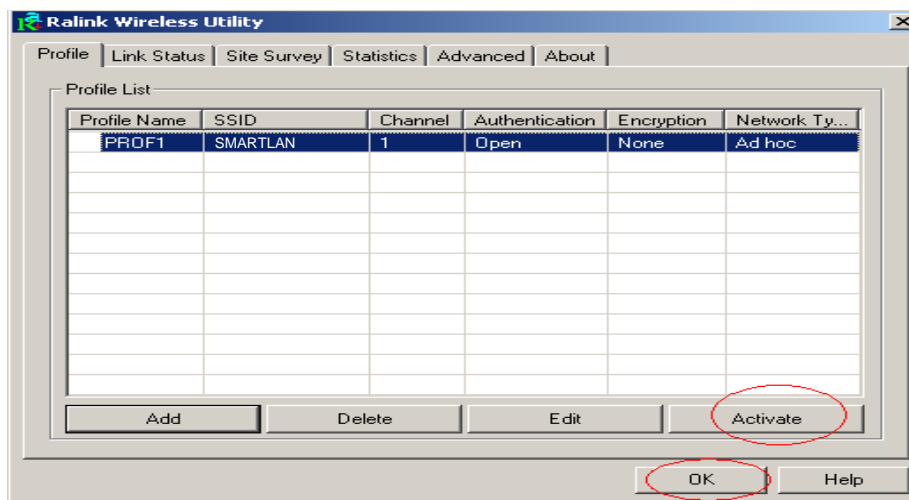 Ralink Wireless Utility
Profile Link Status Site Survey Statistics Advanced About
Profile List
Profile Name SSID Channel Authentication Encryption Network Ty...
PROF1 SMARTLAN 1 Open None Ad hoc
Add Delete Edit Activate
OK Help